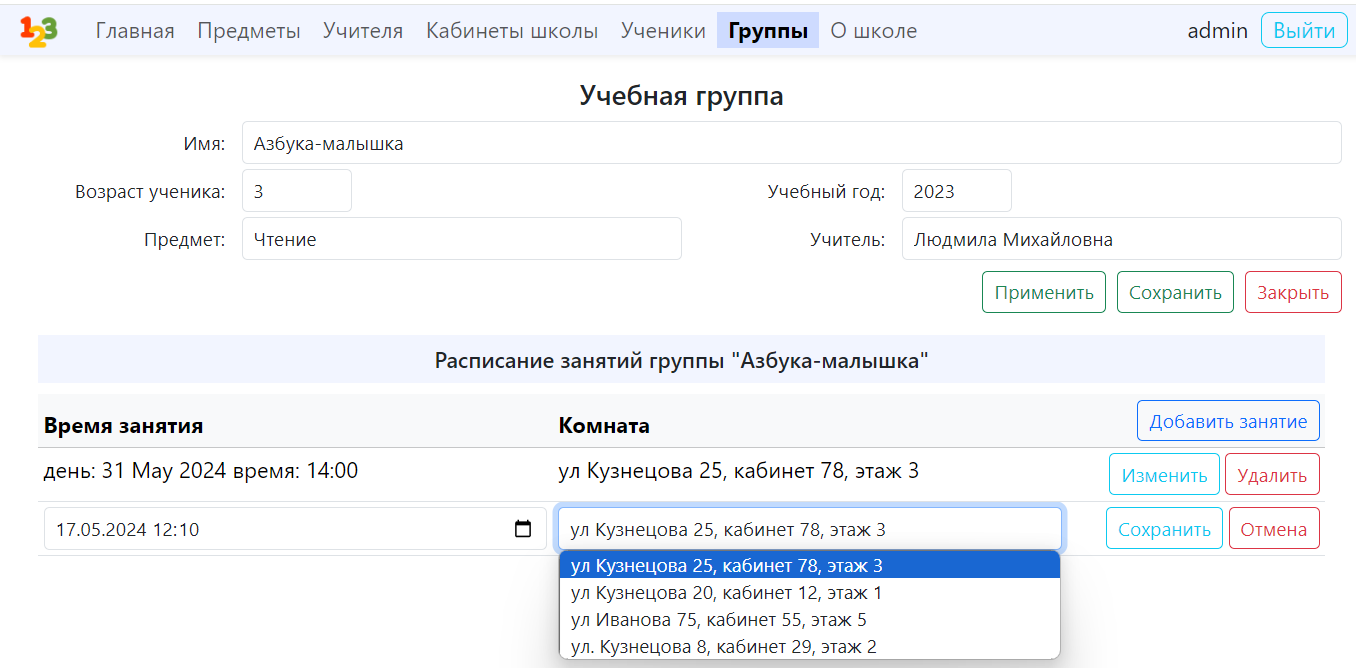 123 Главная Предметы Учителя Кабинеты школы Ученики Группы О школе admin Выйти
Учебная группа
Имя: Азбука-малышка
Возраст ученика: 3 Учебный год: 2023
Предмет: Чтение Учитель: Людмила Михайловна
Применить Сохранить Закрыть
Расписание занятий группы "Азбука-малышка"
Время занятия Комната Добавить занятие
день: 31 May 2024 время: 14:00 ул Кузнецова 25, кабинет 78, этаж 3 Изменить Удалить
17.05.2024 12:10 ул Кузнецова 25, кабинет 78, этаж 3 Сохранить Отмена
ул Кузнецова 25, кабинет 78, этаж 3
ул Кузнецова 20, кабинет 12, этаж 1
ул Иванова 75, кабинет 55, этаж 5
ул. Кузнецова 8, кабинет 29, этаж 2